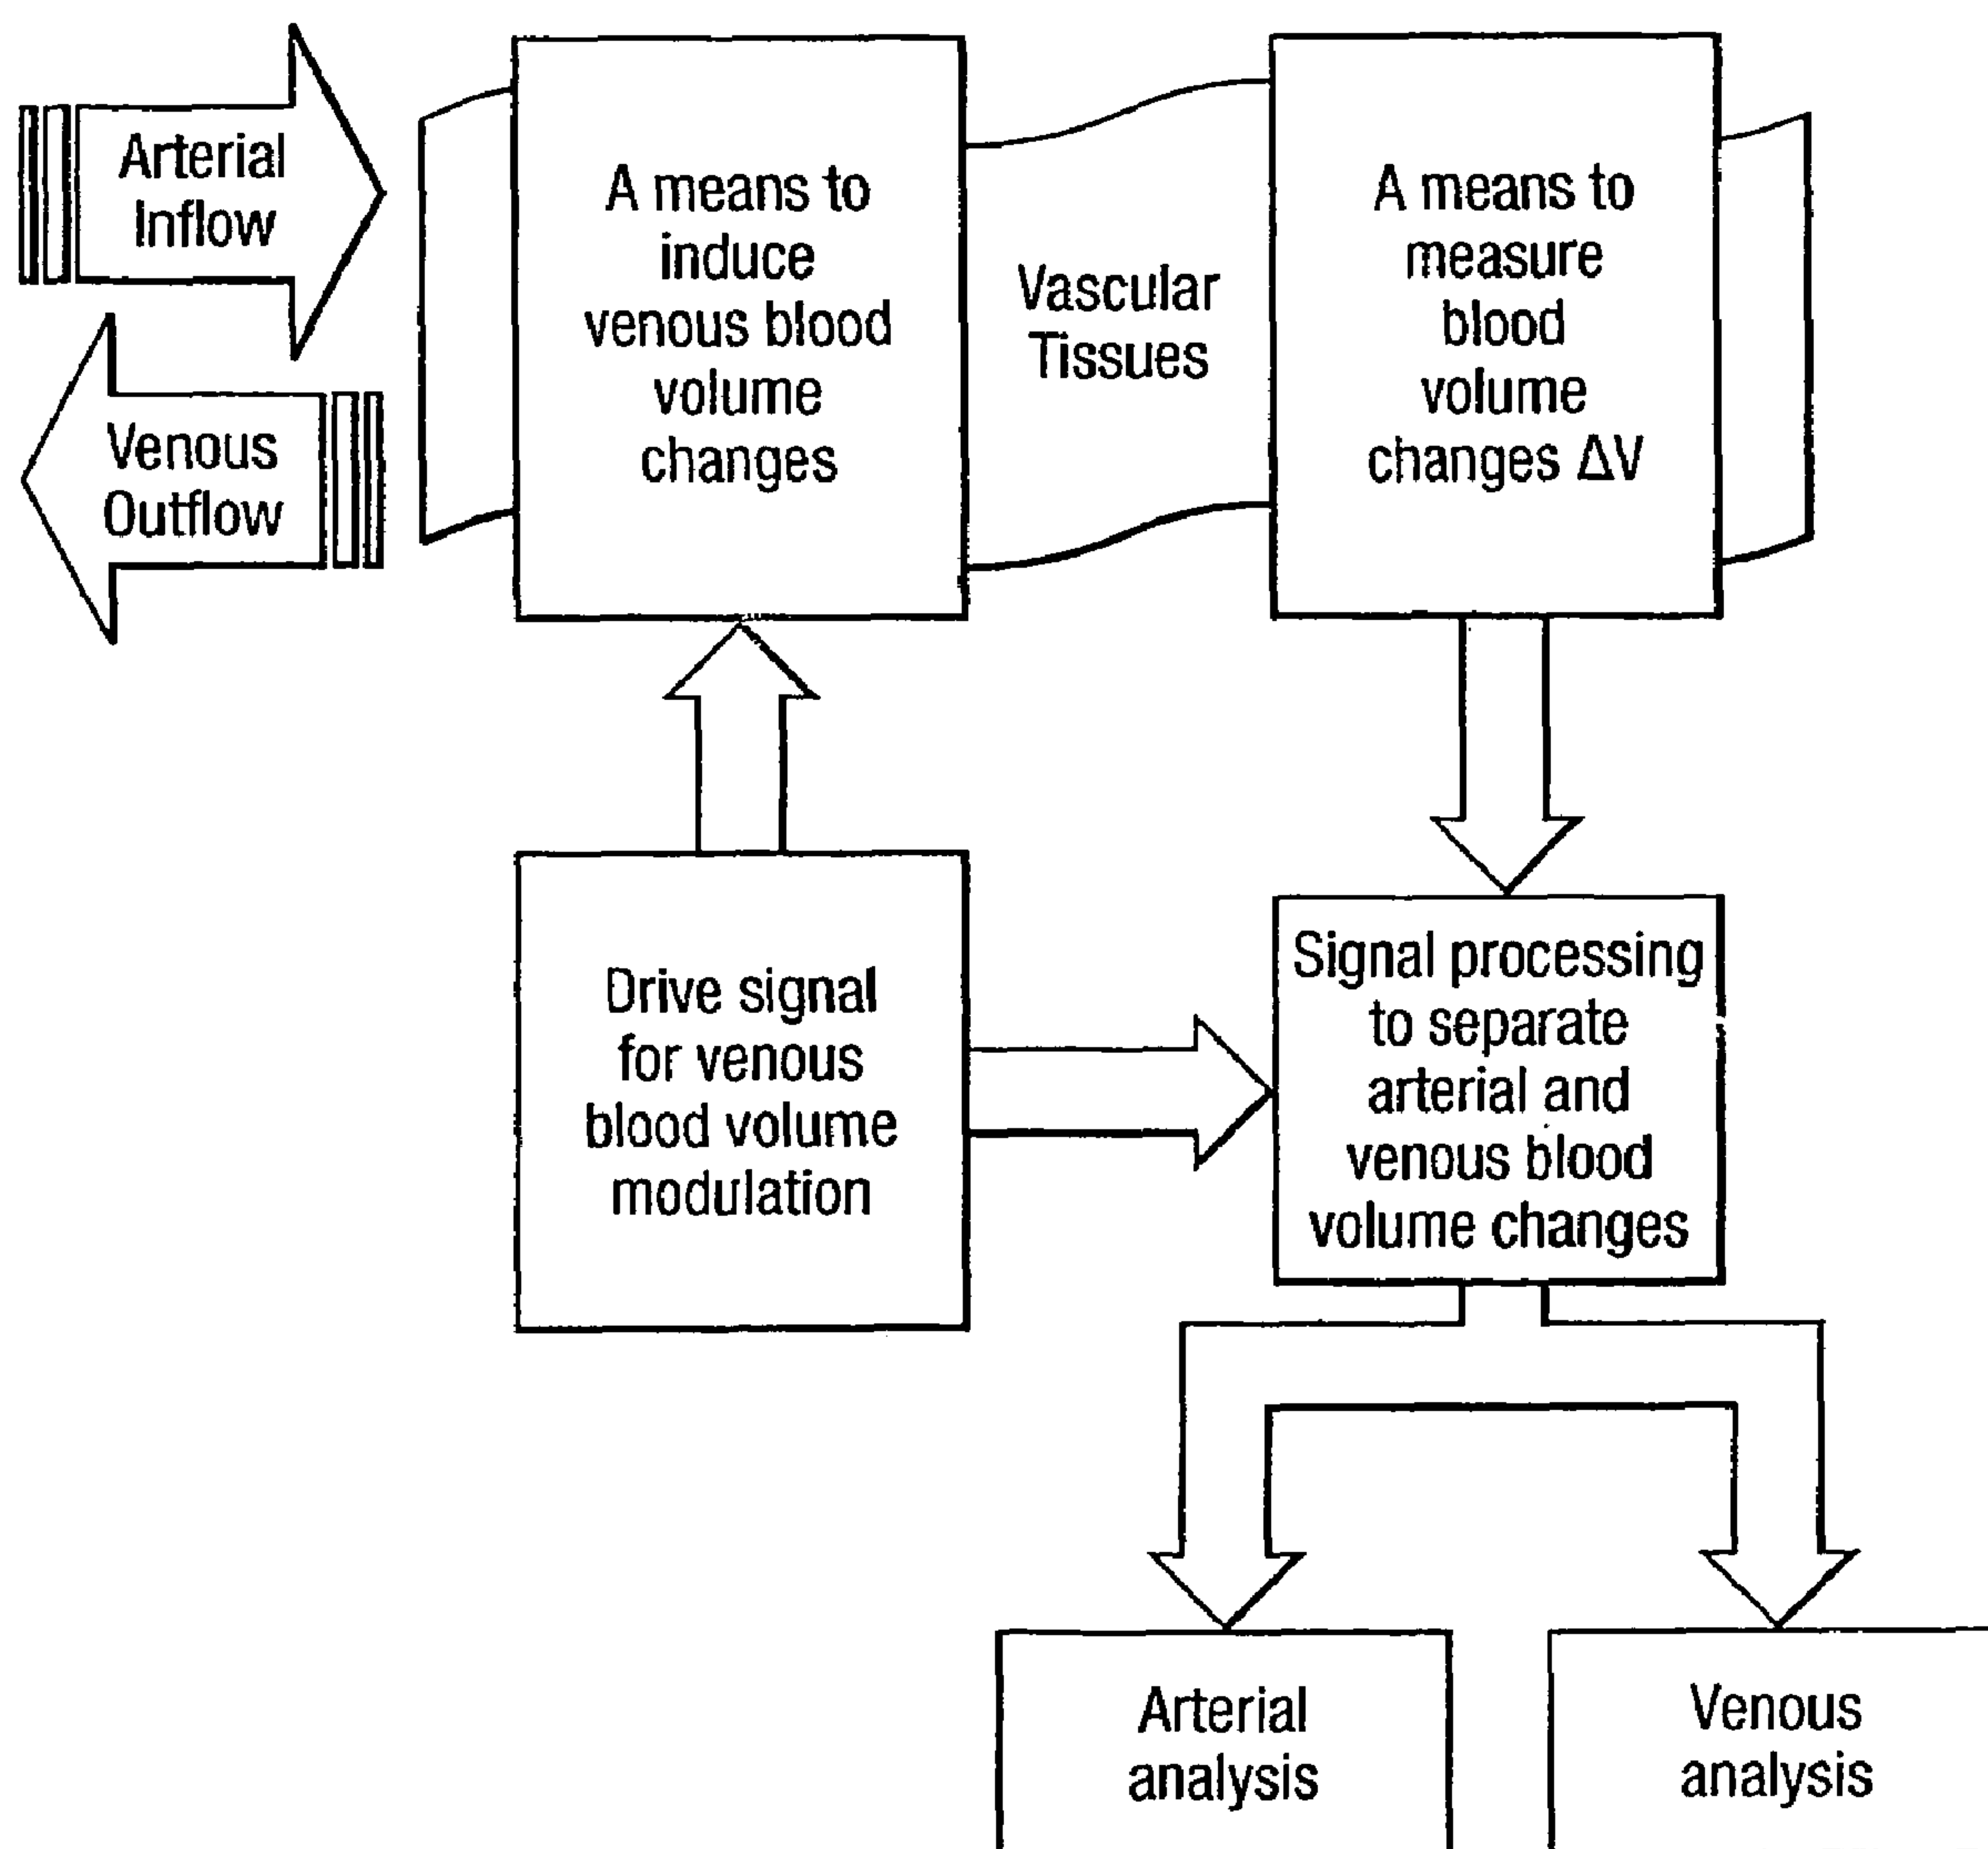 Arterial
Inflow
Venous
Outflow
A means to
induce
venous blood
volume
changes
Vascular
Tissues
A means to
measure
blood
volume
changes ΔV
Drive signal
for venous
blood volume
modulation
Signal processing
to separate
arterial and
venous blood
volume changes
Arterial
analysis
Venous
analysis